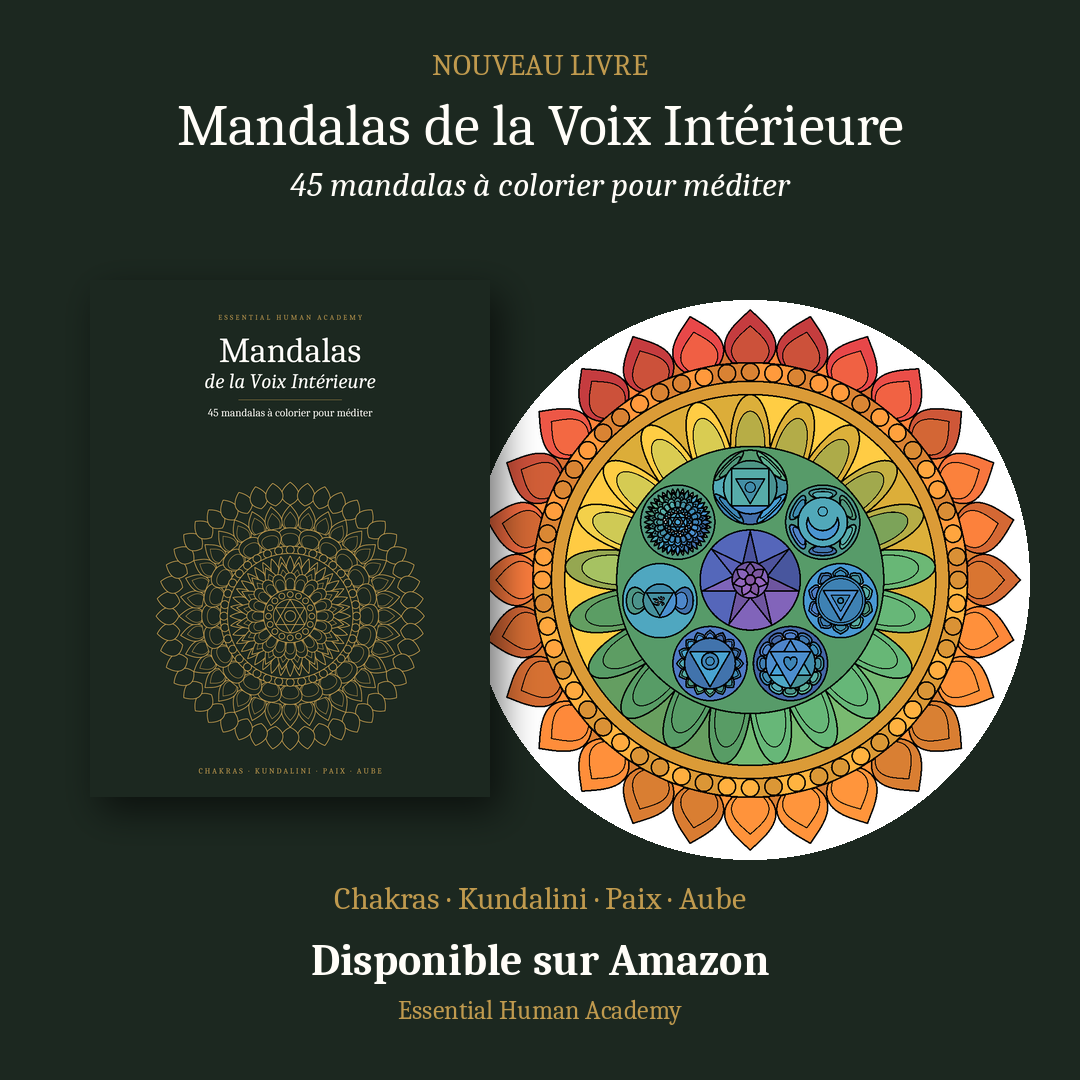 NOUVEAU LIVRE
Mandalas de la Voix Intérieure
45 mandalas à colorier pour méditer
ESSENTIAL HUMAN ACADEMY
Mandalas
de la Voix Intérieure
45 mandalas à colorier pour méditer
CHAKRAS · KUNDALINI · PAIX · AUBE
Chakras · Kundalini · Paix · Aube
Disponible sur Amazon
Essential Human Academy